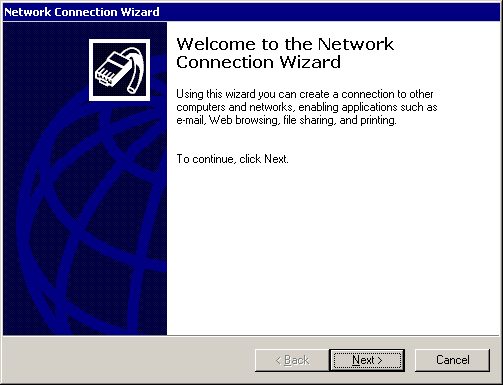 Network Connection Wizard
Welcome to the Network
Connection Wizard
Using this wizard you can create a connection to other
computers and networks, enabling applications such as
e-mail, Web browsing, file sharing, and printing.
To continue, click Next.
< Back
Next >
Cancel